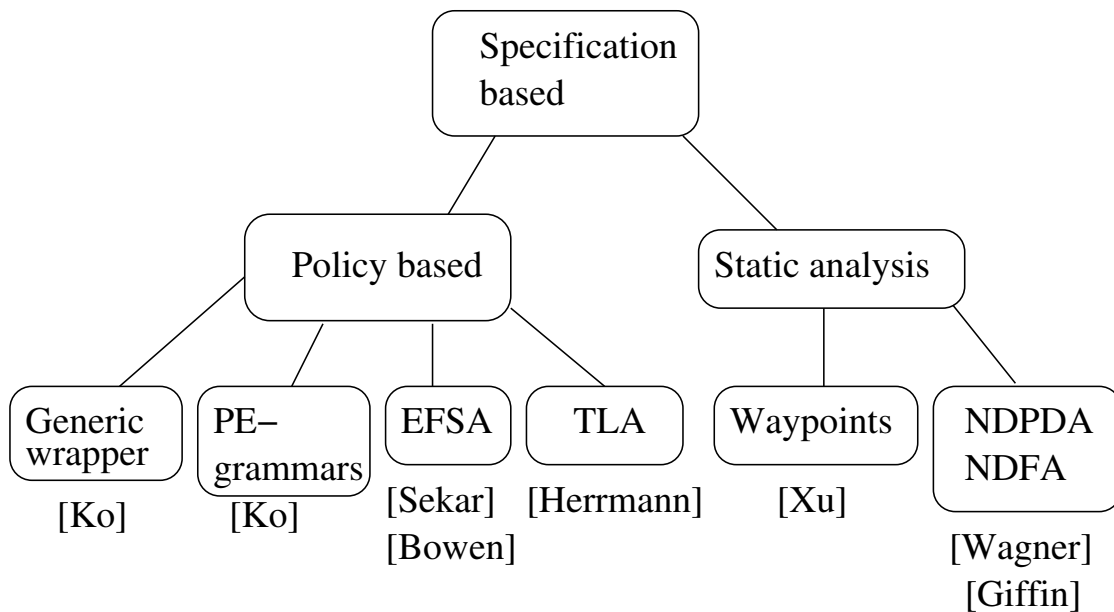 Specification
based
Policy based
Static analysis
Generic
wrapper
PE−
grammars
EFSA
TLA
Waypoints
NDPDA
NDFA
[Ko]
[Ko]
[Sekar]
[Bowen]
[Herrmann]
[Xu]
[Wagner]
[Giffin]